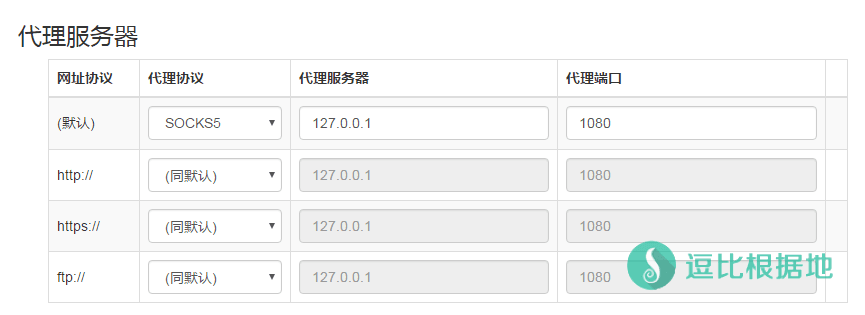 代理服务器
网址协议 代理协议 代理服务器 代理端口
(默认) SOCKS5 127.0.0.1 1080
http:// (同默认) 127.0.0.1 1080
https:// (同默认) 127.0.0.1 1080
ftp:// (同默认) 127.0.0.1 1080
逗比根据地